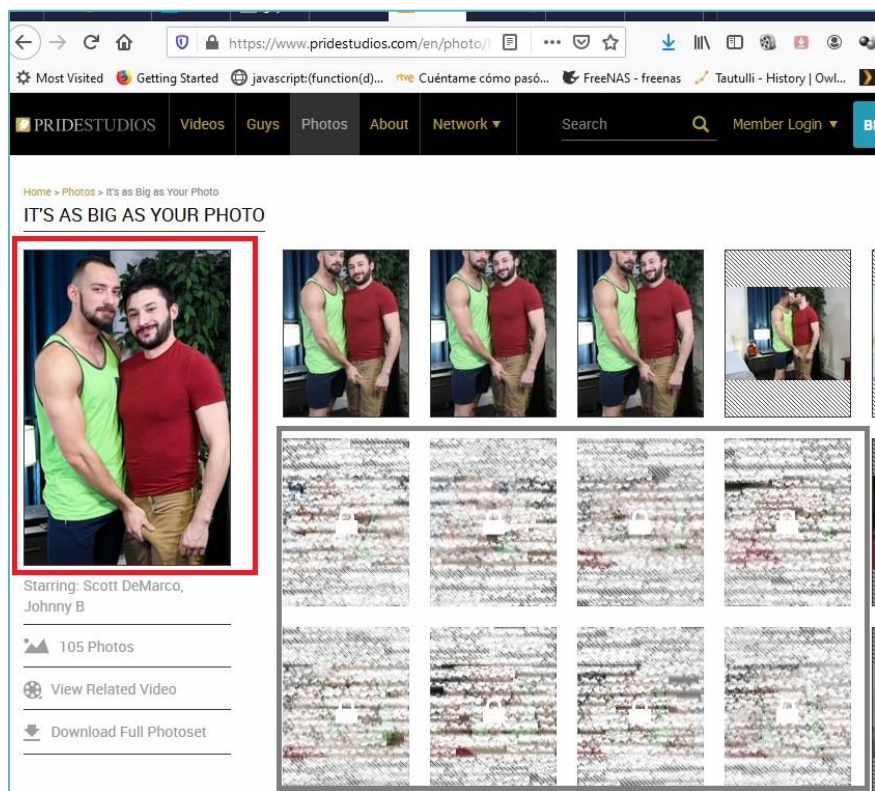 https://www.pridestudios.com/en/photo/
Most Visited Getting Started javascript:(function(d)... rtve Cuéntame cómo pasó... FreeNAS - freenas Tautulli - History | Owl...
PRIDESTUDIOS Videos Guys Photos About Network Search Member Login
Home > Photos > It's as Big as Your Photo
IT'S AS BIG AS YOUR PHOTO
Starring: Scott DeMarco,
Johnny B
105 Photos
View Related Video
Download Full Photoset